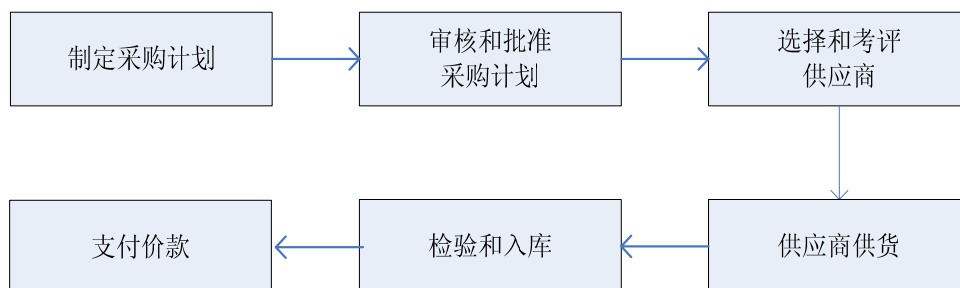 制定采购计划
审核和批准
采购计划
选择和考评
供应商
供应商供货
检验和入库
支付价款